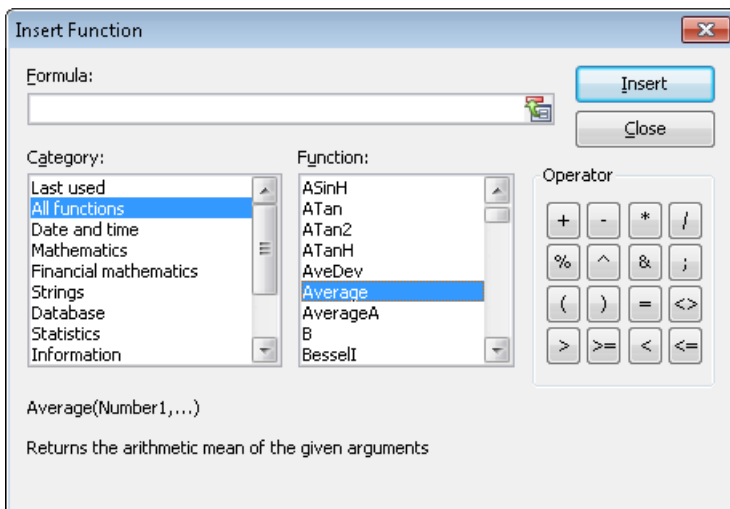 Insert Function
Formula:
Insert
Close
Category:
Function:
Operator
Last used
All functions
Date and time
Mathematics
Financial mathematics
Strings
Database
Statistics
Information
ASinH
ATan
ATan2
ATanH
AveDev
Average
AverageA
B
BesselI
+ - * /
% ^ & ;
( ) = <>
> >= < <=
Average(Number1,...)
Returns the arithmetic mean of the given arguments